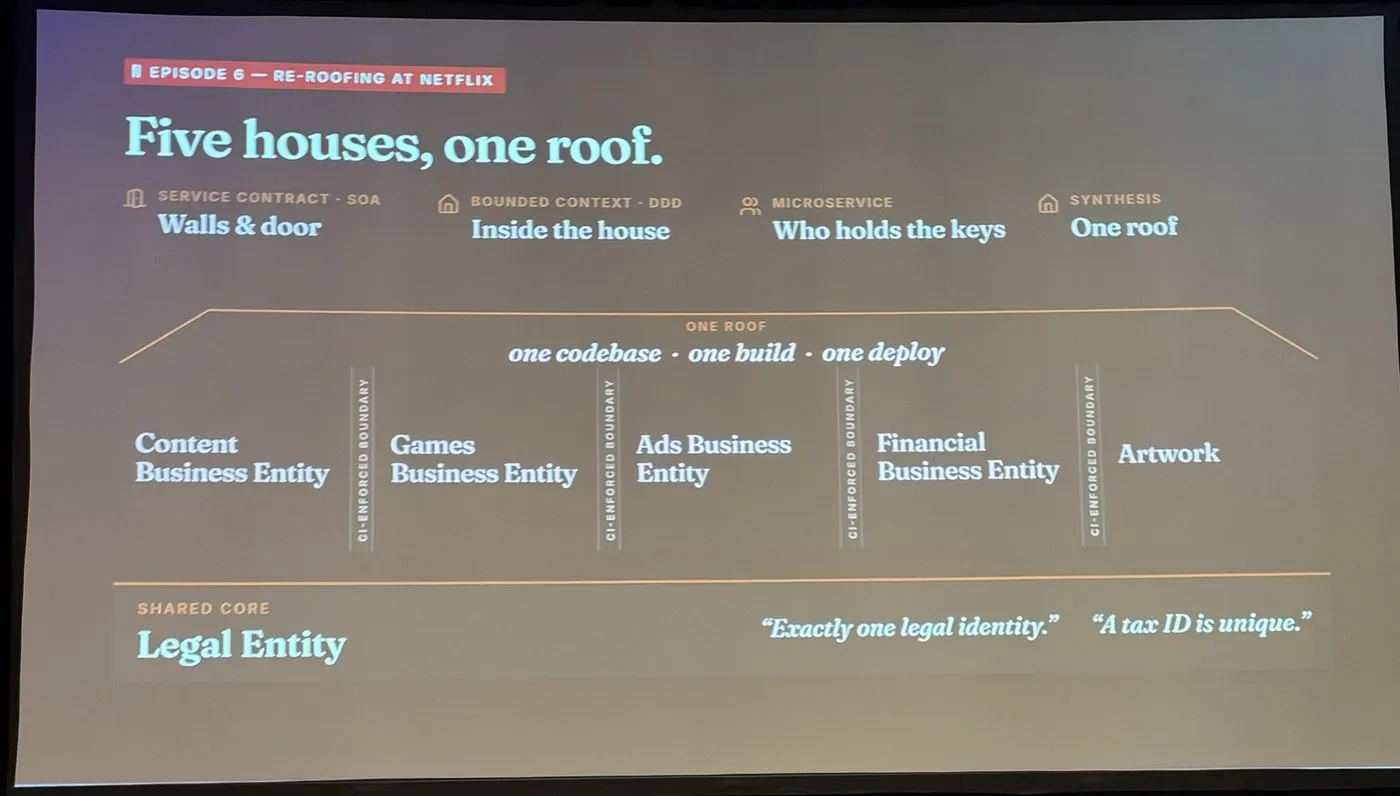 EPISODE 6 — RE-ROOFING AT NETFLIX
Five houses, one roof.
SERVICE CONTRACT · SOA
Walls & door
BOUNDED CONTEXT · DDD
Inside the house
MICROSERVICE
Who holds the keys
SYNTHESIS
One roof
ONE ROOF
one codebase · one build · one deploy
Content
Business Entity
CI-ENFORCED BOUNDARY
Games
Business Entity
CI-ENFORCED BOUNDARY
Ads Business
Entity
CI-ENFORCED BOUNDARY
Financial
Business Entity
CI-ENFORCED BOUNDARY
Artwork
SHARED CORE
Legal Entity
“Exactly one legal identity.”
“A tax ID is unique.”